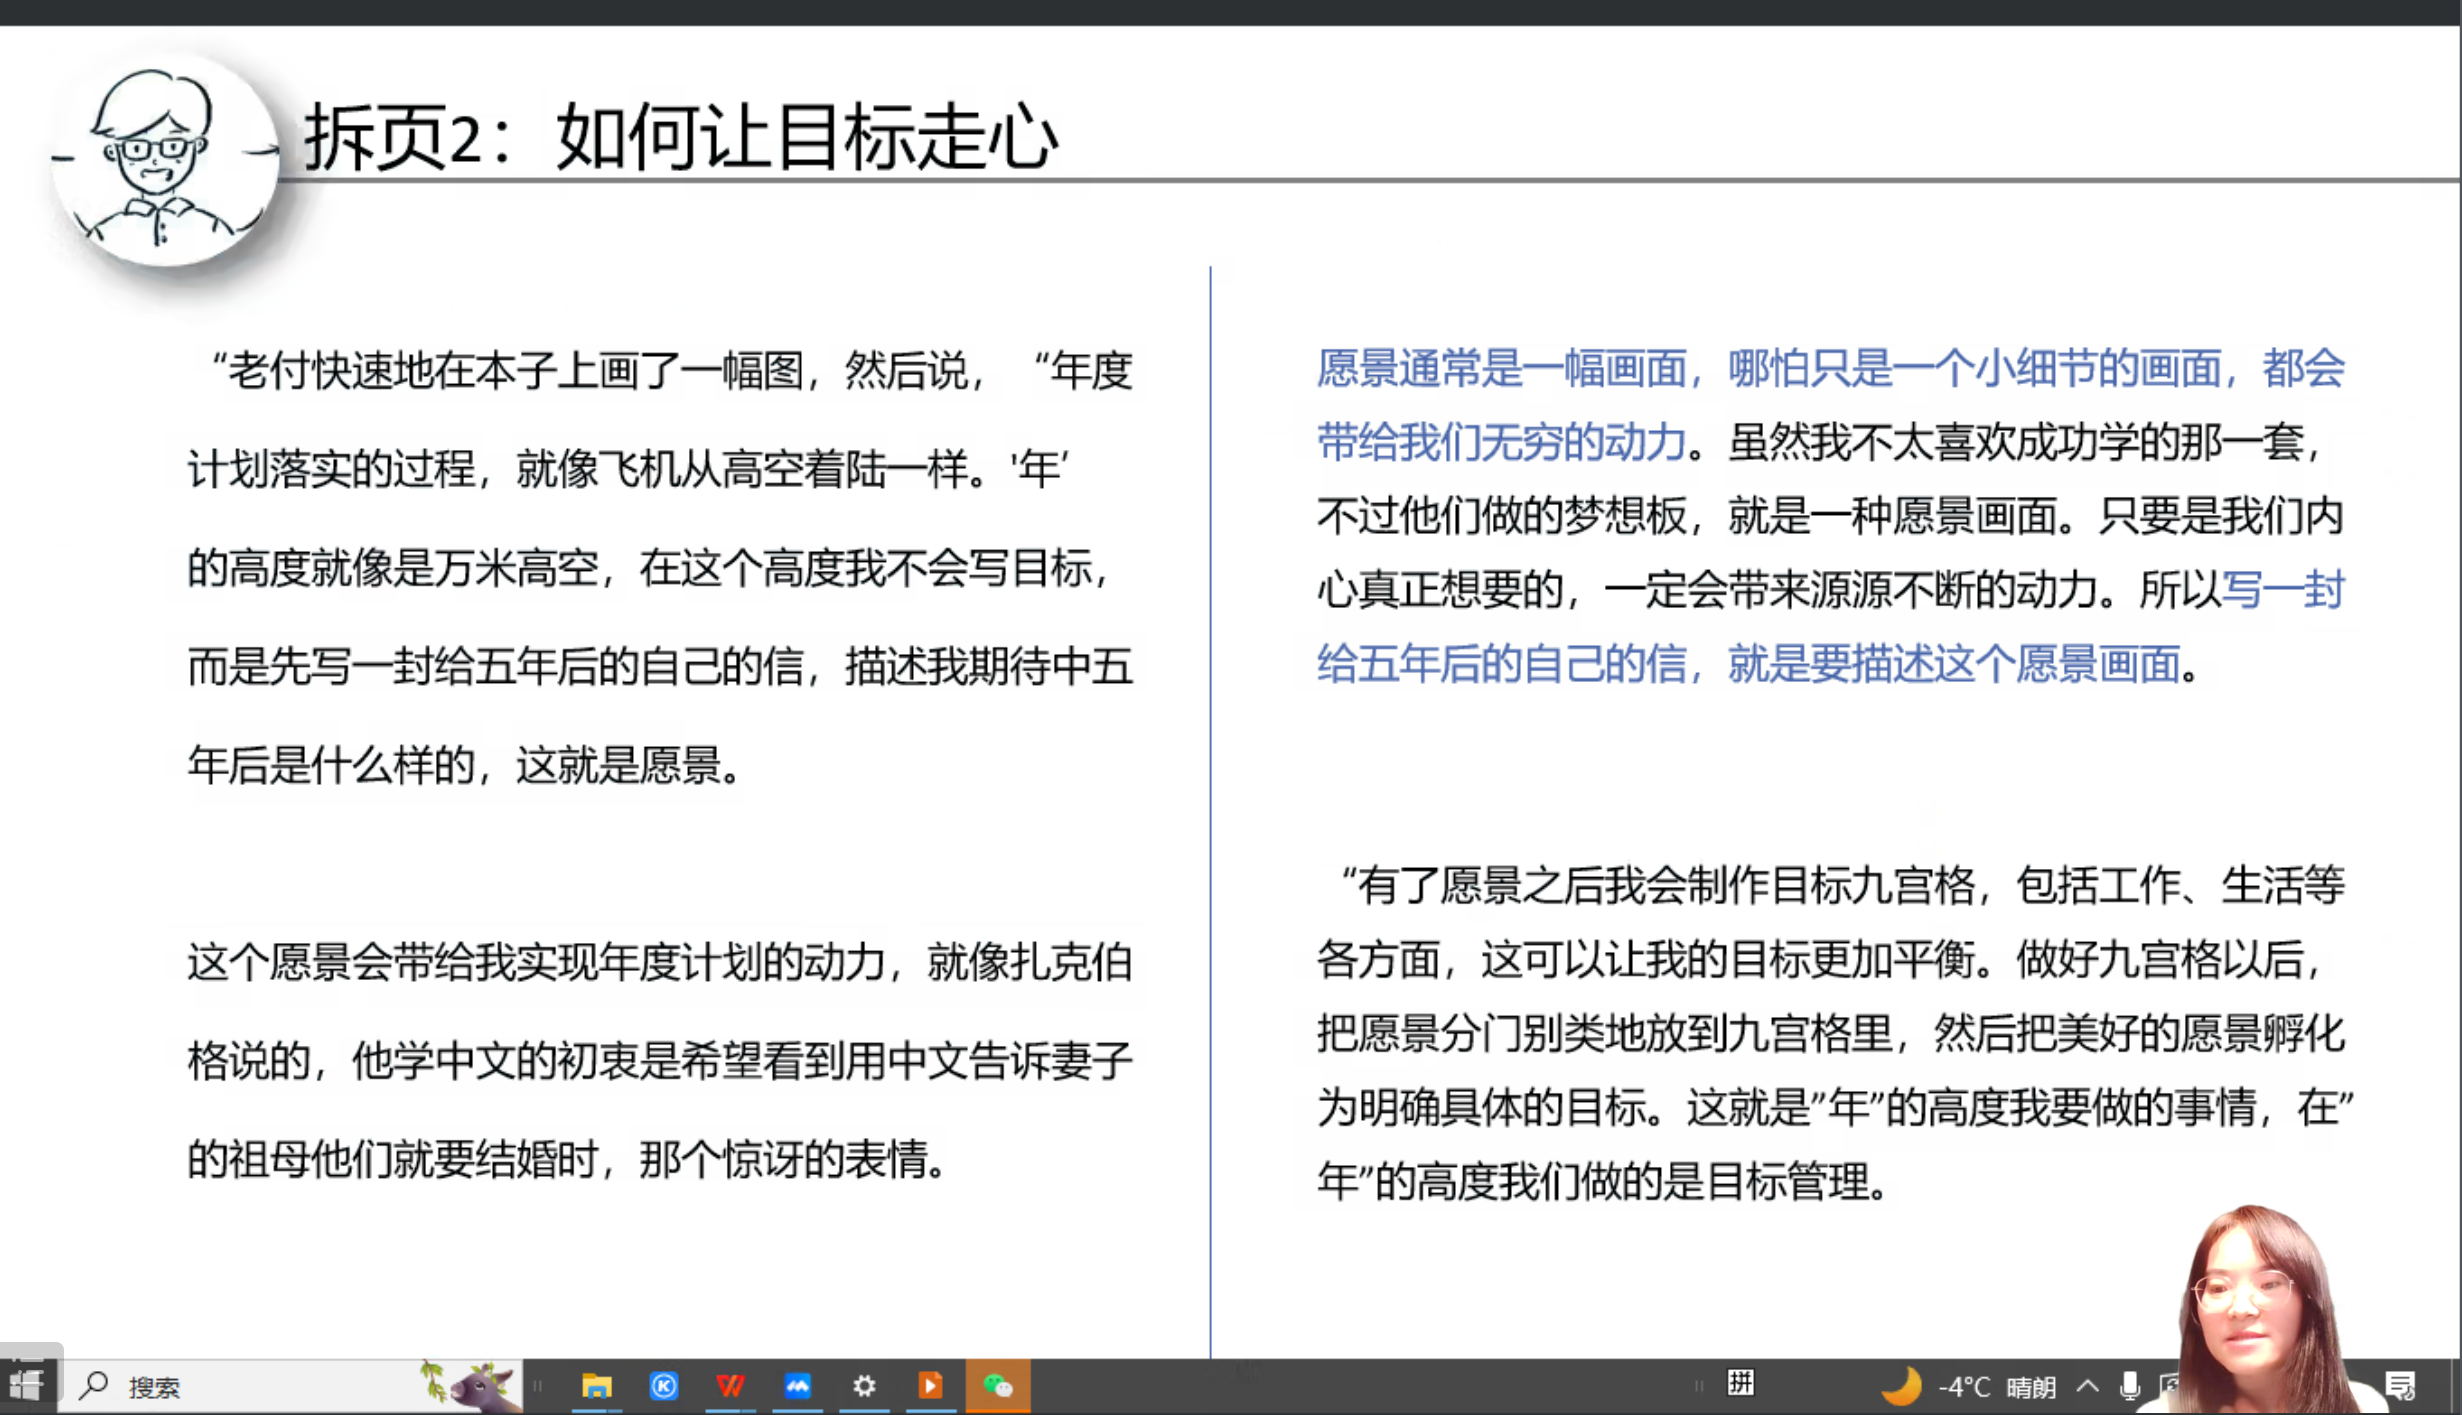 拆页2：如何让目标走心
“老付快速地在本子上画了一幅图，然后说，“年度
计划落实的过程，就像飞机从高空着陆一样。'年'
的高度就像是万米高空，在这个高度我不会写目标，
而是先写一封给五年后的自己的信，描述我期待中五
年后是什么样的，这就是愿景。
这个愿景会带给我实现年度计划的动力，就像扎克伯
格说的，他学中文的初衷是希望看到用中文告诉妻子
的祖母他们就要结婚时，那个惊讶的表情。
愿景通常是一幅画面，哪怕只是一个小细节的画面，都会
带给我们无穷的动力。虽然我不太喜欢成功学的那一套，
不过他们做的梦想板，就是一种愿景画面。只要是我们内
心真正想要的，一定会带来源源不断的动力。所以写一封
给五年后的自己的信，就是要描述这个愿景画面。
“有了愿景之后我会制作目标九宫格，包括工作、生活等
各方面，这可以让我的目标更加平衡。做好九宫格以后，
把愿景分门别类地放到九宫格里，然后把美好的愿景孵化
为明确具体的目标。这就是”年”的高度我要做的事情，在”
年”的高度我们做的是目标管理。
搜索
拼
-4°C 晴朗